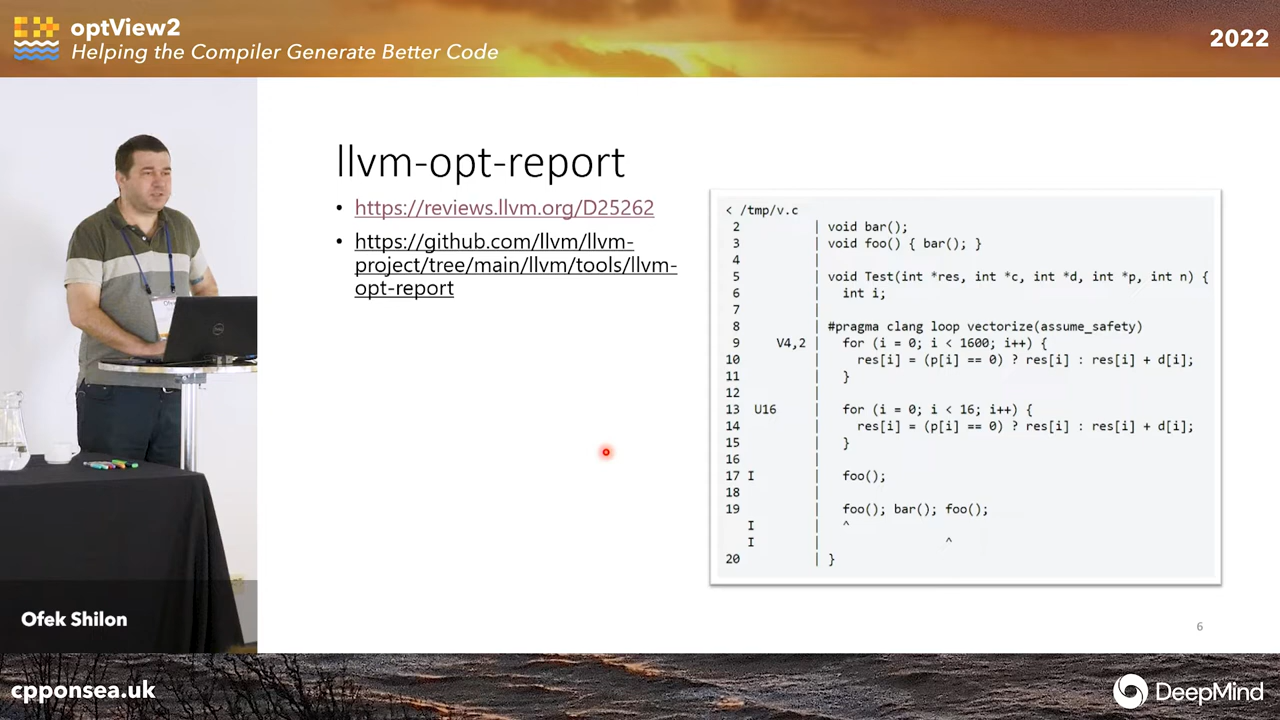 optView2
Helping the Compiler Generate Better Code
2022
llvm-opt-report
• https://reviews.llvm.org/D25262
• https://github.com/llvm/llvm-
project/tree/main/llvm/tools/llvm-
opt-report
< /tmp/v.c
2 | void bar();
3 | void foo() { bar(); }
4 |
5 | void Test(int *res, int *c, int *d, int *p, int n) {
6 | int i;
7 |
8 | #pragma clang loop vectorize(assume_safety)
9 V4,2 | for (i = 0; i < 1600; i++) {
10 | res[i] = (p[i] == 0) ? res[i] : res[i] + d[i];
11 | }
12 |
13 U16 | for (i = 0; i < 16; i++) {
14 | res[i] = (p[i] == 0) ? res[i] : res[i] + d[i];
15 | }
16 |
17 I | foo();
18 |
19 | foo(); bar(); foo();
I | ^
I | ^
20 | }
6
Ofek Shilon
cpponsea.uk
DeepMind